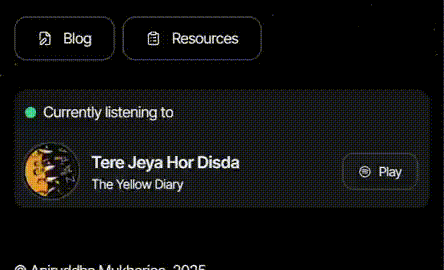 Blog
Resources
Currently listening to
Tere Jeya Hor Disda
The Yellow Diary
Play
© Aniruddha Mukherjee, 2025